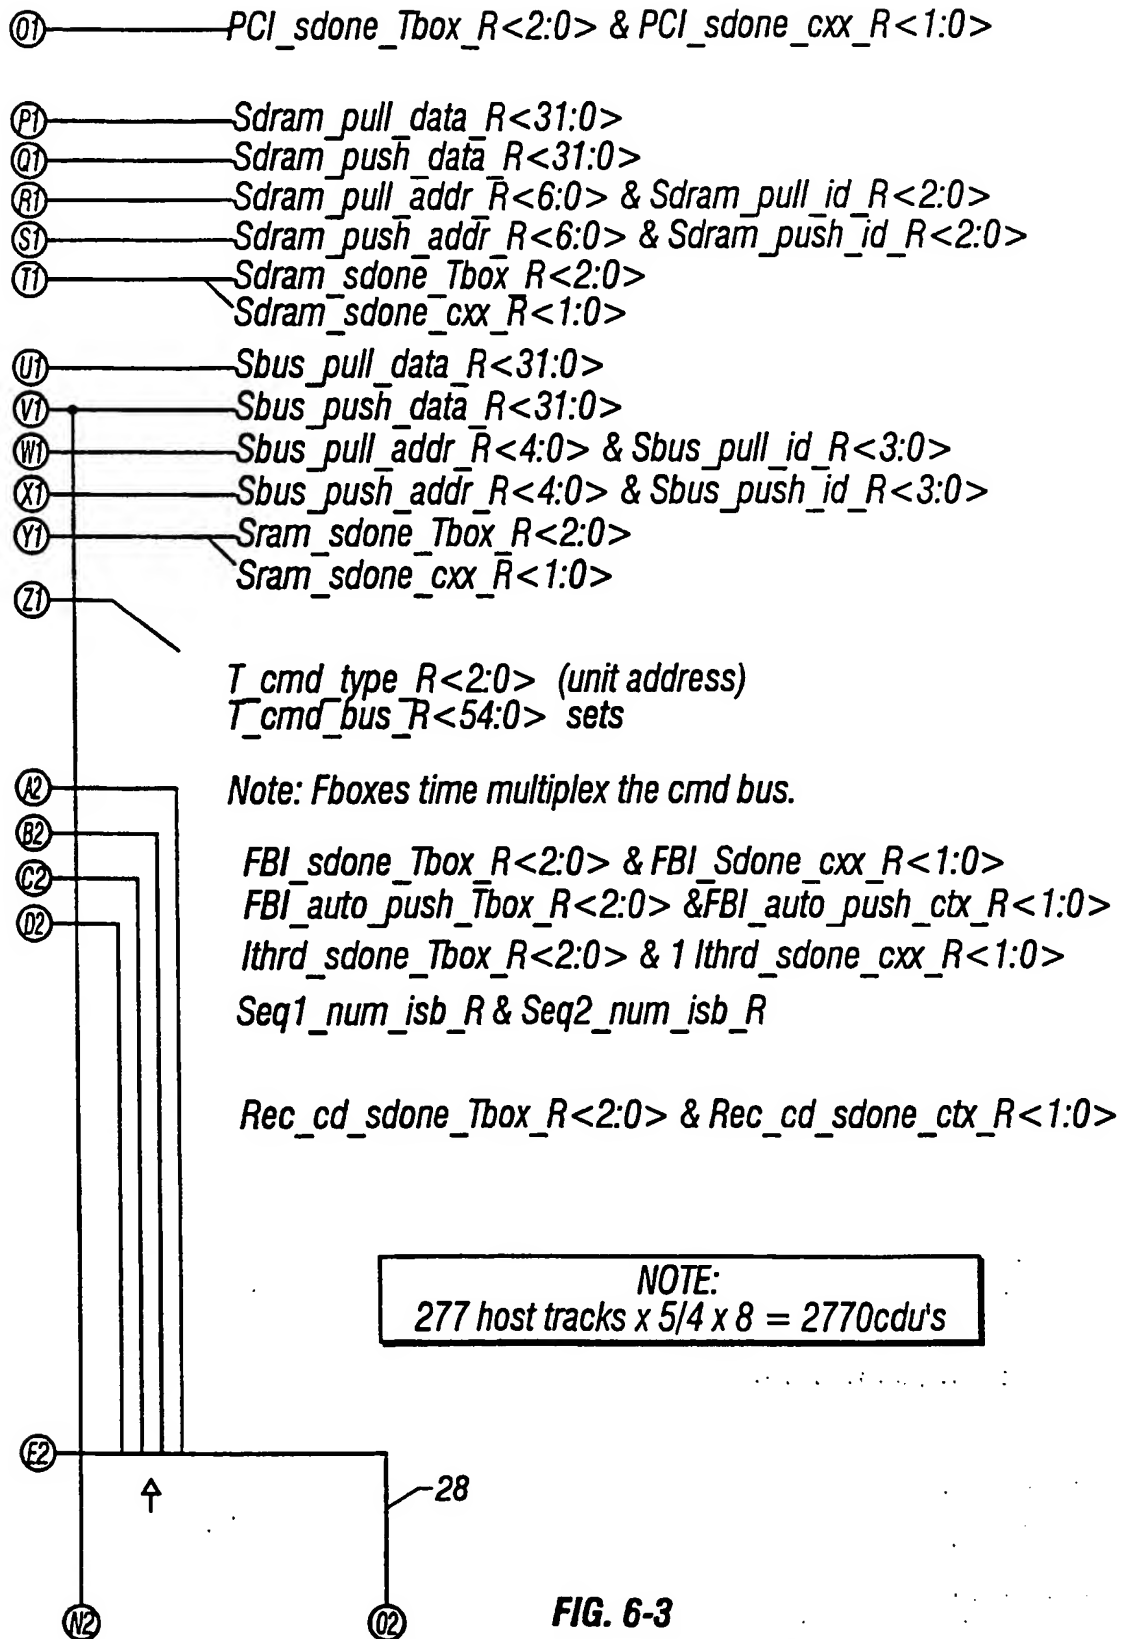 O1 PCI_sdone_Tbox_R<2:0> & PCI_sdone_cxx_R<1:0>
P1 Sdram_pull_data_R<31:0>
Q1 Sdram_push_data_R<31:0>
R1 Sdram_pull_addr_R<6:0> & Sdram_pull_id_R<2:0>
S1 Sdram_push_addr_R<6:0> & Sdram_push_id_R<2:0>
T1 Sdram_sdone_Tbox_R<2:0>
Sdram_sdone_cxx_R<1:0>
U1 Sbus_pull_data_R<31:0>
V1 Sbus_push_data_R<31:0>
W1 Sbus_pull_addr_R<4:0> & Sbus_pull_id_R<3:0>
X1 Sbus_push_addr_R<4:0> & Sbus_push_id_R<3:0>
Y1 Sram_sdone_Tbox_R<2:0>
Sram_sdone_cxx_R<1:0>
Z1
T_cmd_type_R<2:0> (unit address)
T_cmd_bus_R<54:0> sets
A2 Note: Fboxes time multiplex the cmd bus.
B2
FBI_sdone_Tbox_R<2:0> & FBI_Sdone_cxx_R<1:0>
C2
FBI_auto_push_Tbox_R<2:0> &FBI_auto_push_ctx_R<1:0>
D2
Ithrd_sdone_Tbox_R<2:0> & 1 Ithrd_sdone_cxx_R<1:0>
Seq1_num_isb_R & Seq2_num_isb_R
Rec_cd_sdone_Tbox_R<2:0> & Rec_cd_sdone_ctx_R<1:0>
NOTE:
277 host tracks x 5/4 x 8 = 2770cdu's
E2
28
N2 O2 FIG. 6-3